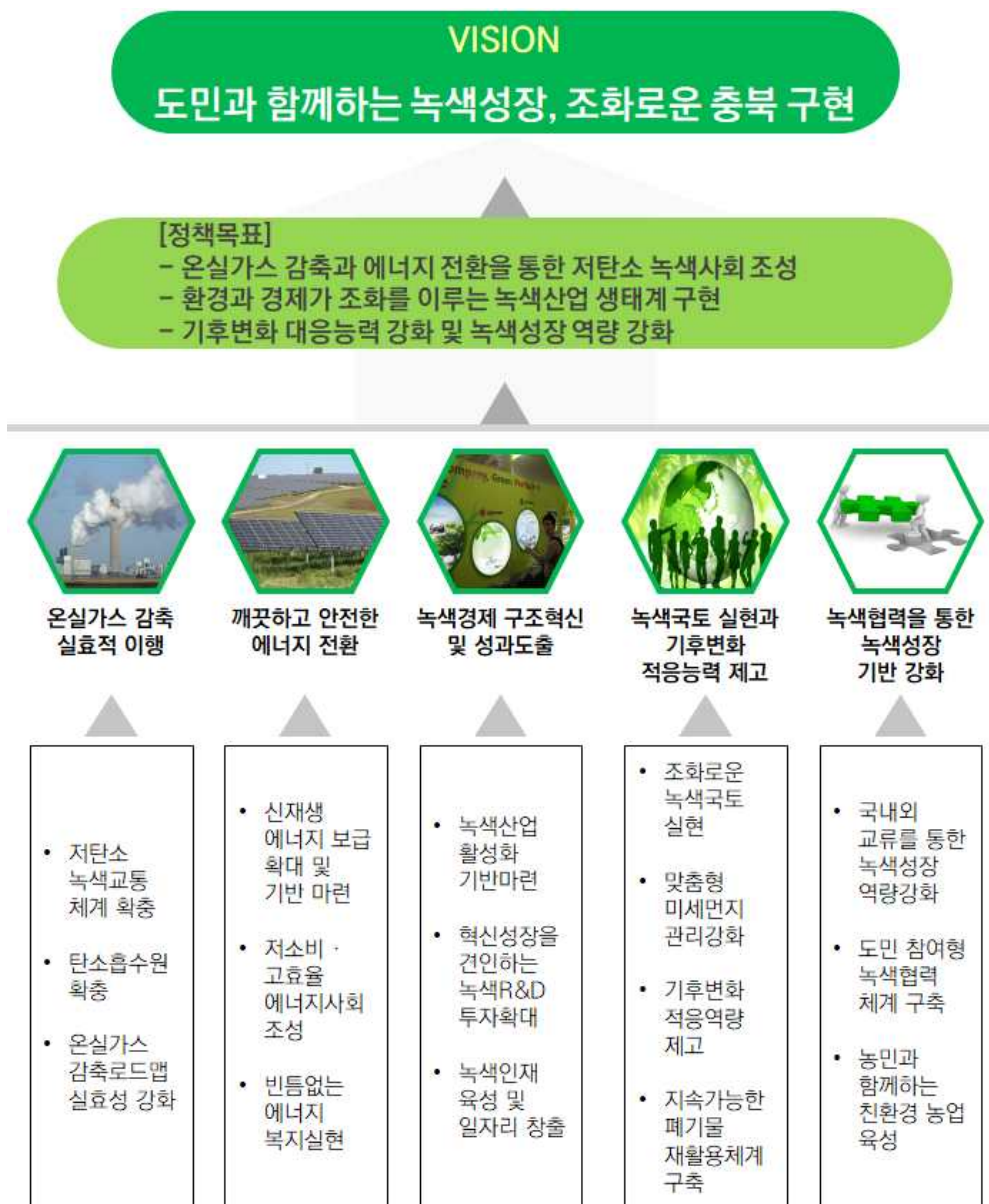 VISION
도민과 함께하는 녹색성장, 조화로운 충북 구현
[정책목표]
– 온실가스 감축과 에너지 전환을 통한 저탄소 녹색사회 조성
– 환경과 경제가 조화를 이루는 녹색산업 생태계 구현
– 기후변화 대응능력 강화 및 녹색성장 역량 강화
온실가스 감축
실효적 이행
깨끗하고 안전한
에너지 전환
녹색경제 구조혁신
및 성과도출
녹색국토 실현과
기후변화
적응능력 제고
녹색협력을 통한
녹색성장
기반 강화
• 저탄소
녹색교통
체계 확충
• 탄소흡수원
확충
• 온실가스
감축로드맵
실효성 강화
• 신재생
에너지 보급
확대 및
기반 마련
• 저소비 ·
고효율
에너지사회
조성
• 빈틈없는
에너지
복지실현
• 녹색산업
활성화
기반마련
• 혁신성장을
견인하는
녹색R&D
투자확대
• 녹색인재
육성 및
일자리 창출
• 조화로운
녹색국토
실현
• 맞춤형
미세먼지
관리강화
• 기후변화
적응역량
제고
• 지속가능한
폐기물
재활용체계
구축
• 국내외
교류를 통한
녹색성장
역량강화
• 도민 참여형
녹색협력
체계 구축
• 농민과
함께하는
친환경 농업
육성